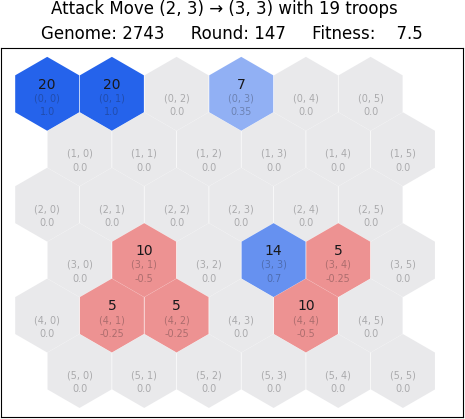 Attack Move (2, 3) → (3, 3) with 19 troops
Genome: 2743 Round: 147 Fitness: 7.5
20 20 7
(0, 0) (0, 1) (0, 2) (0, 3) (0, 4) (0, 5)
1.0 1.0 0.0 0.35 0.0 0.0
(1, 0) (1, 1) (1, 2) (1, 3) (1, 4) (1, 5)
0.0 0.0 0.0 0.0 0.0 0.0
(2, 0) (2, 1) (2, 2) (2, 3) (2, 4) (2, 5)
0.0 0.0 0.0 0.0 0.0 0.0
10 14 5
(3, 0) (3, 1) (3, 2) (3, 3) (3, 4) (3, 5)
0.0 -0.5 0.0 0.7 -0.25 0.0
5 5 10
(4, 0) (4, 1) (4, 2) (4, 3) (4, 4) (4, 5)
0.0 -0.25 -0.25 0.0 -0.5 0.0
(5, 0) (5, 1) (5, 2) (5, 3) (5, 4) (5, 5)
0.0 0.0 0.0 0.0 0.0 0.0